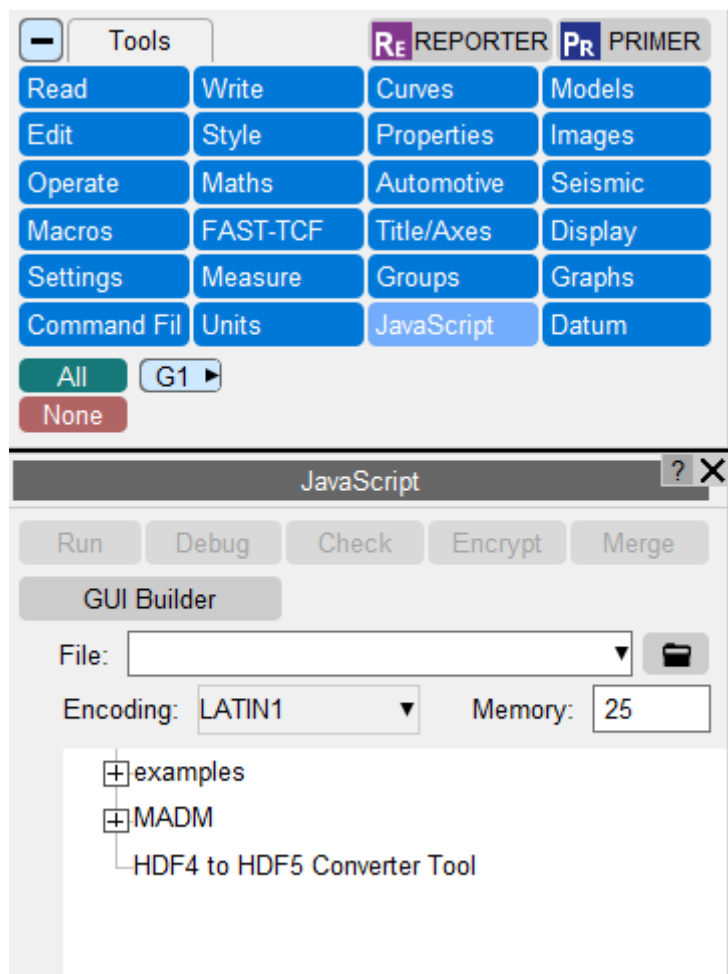 Tools RE REPORTER PR PRIMER
Read Write Curves Models
Edit Style Properties Images
Operate Maths Automotive Seismic
Macros FAST-TCF Title/Axes Display
Settings Measure Groups Graphs
Command Fil Units JavaScript Datum
All G1
None
JavaScript ? X
Run Debug Check Encrypt Merge
GUI Builder
File:
Encoding: LATIN1 Memory: 25
examples
MADM
HDF4 to HDF5 Converter Tool